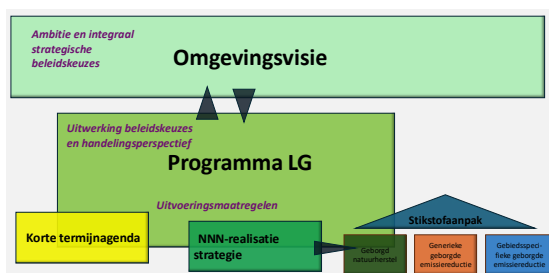 Ambitie en integraal
strategische
beleidskeuzes
Omgevingsvisie
Uitwerking beleidskeuzes
en handelingsperspectief
Programma LG
Uitvoeringsmaatregelen
Korte termijnagenda
NNN-realisatie
strategie
Stikstofaanpak
Geborgd
natuurherstel
Generieke
geborgde
emissiereductie
Gebiedsspeci-
fieke geborgde
emissiereductie